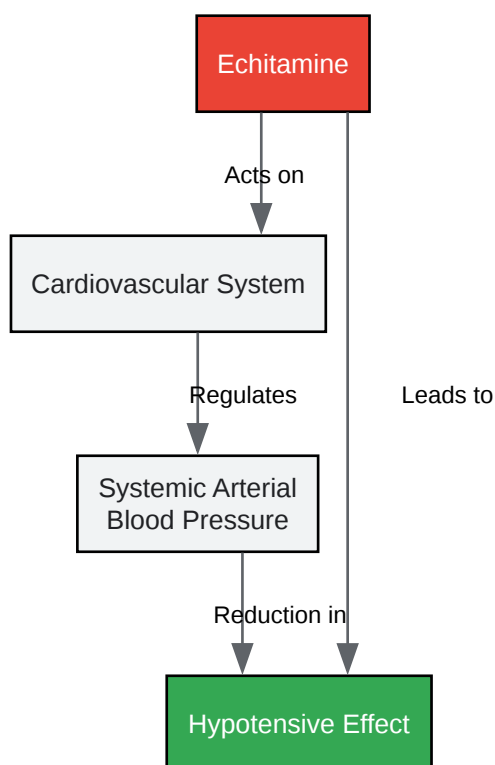 Echitamine
Acts on
Cardiovascular System
Regulates
Leads to
Systemic Arterial
Blood Pressure
Reduction in
Hypotensive Effect